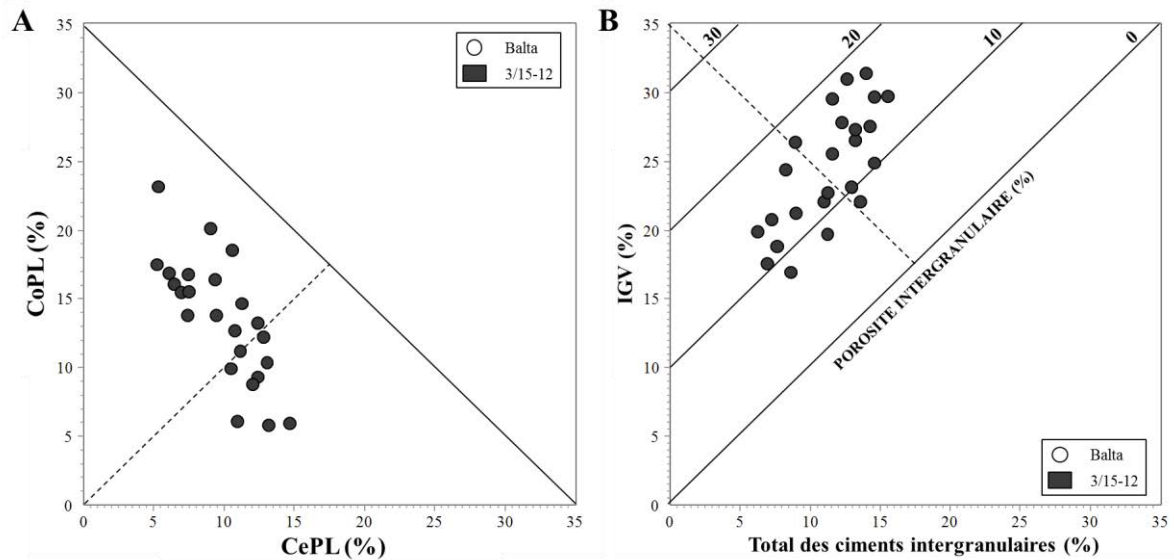 A
35
30
25
20
15
10
5
0
CoPL (%)
Balta
3/15-12
0 5 10 15 20 25 30 35
CePL (%)
B
35
30
25
20
15
10
5
0
IGV (%)
30 20 10 0
POROSITE INTERGRANULAIRE (%)
Balta
3/15-12
0 5 10 15 20 25 30 35
Total des ciments intergranulaires (%)